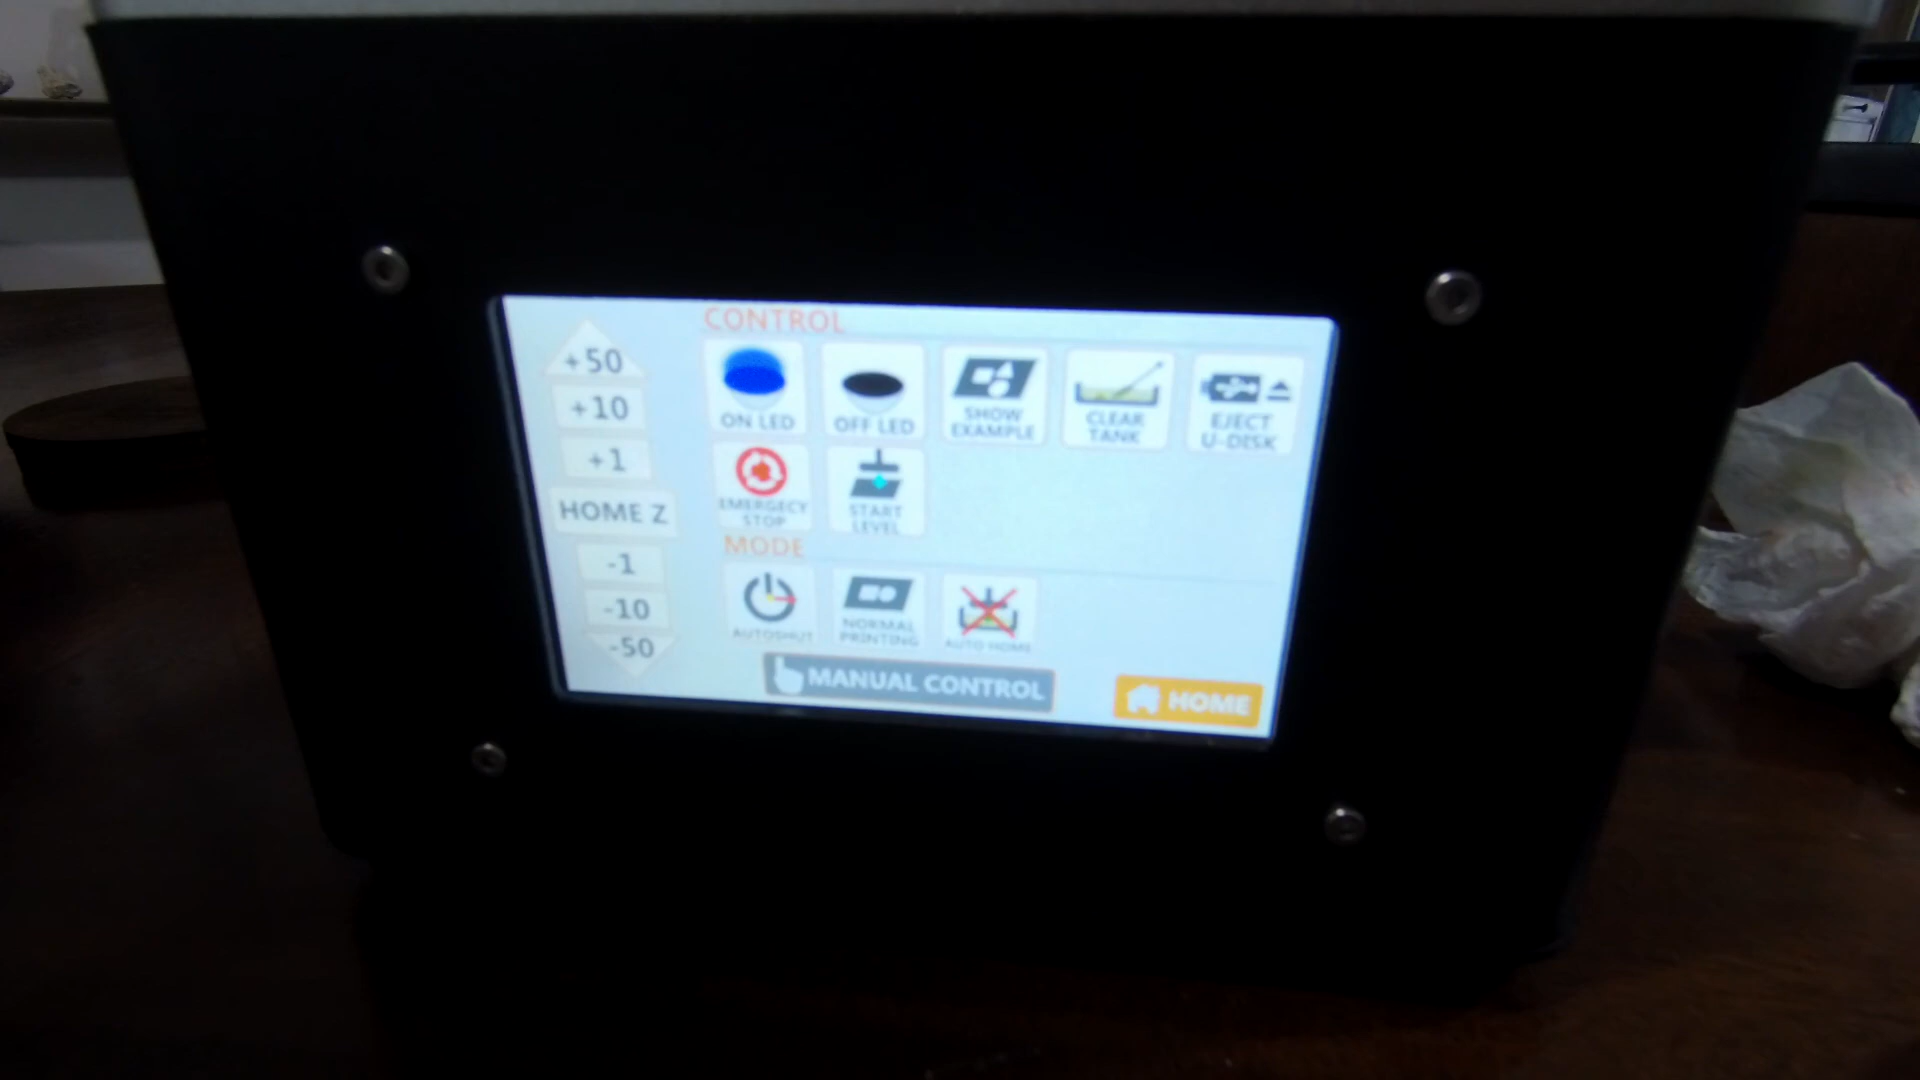 CONTROL
+50
+10
+1
HOME Z
-1
-10
-50
ON LED
OFF LED
SHOW
EXAMPLE
CLEAR
TANK
EJECT
U-DISK
EMERGECY
STOP
START
LEVEL
MODE
AUTOSHUT
NORMAL
PRINTING
AUTO HOME
MANUAL CONTROL
HOME